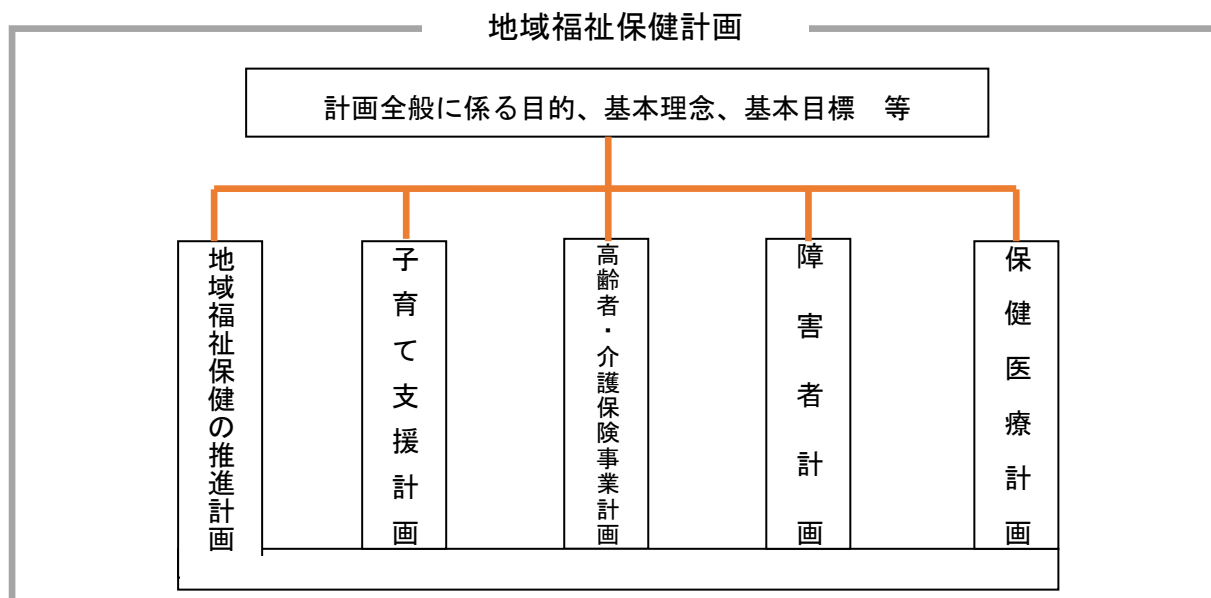 地域福祉保健計画
計画全般に係る目的、基本理念、基本目標　等
地域福祉保健の推進計画
子育て支援計画
高齢者・介護保険事業計画
障害者計画
保健医療計画